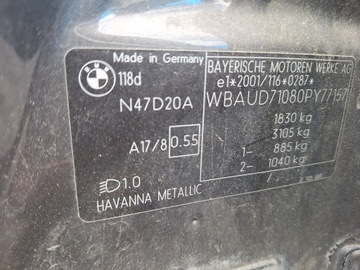 Made in Germany
BMW
118d
N47D20A
A17/8 0.55
1.0
HAVANNA METALLIC
BAYERISCHE MOTOREN WERKE AG
e1*2001/116*0287*
WBAUD71080PY77157
1830 kg
3105 kg
1- 885 kg
2- 1040 kg